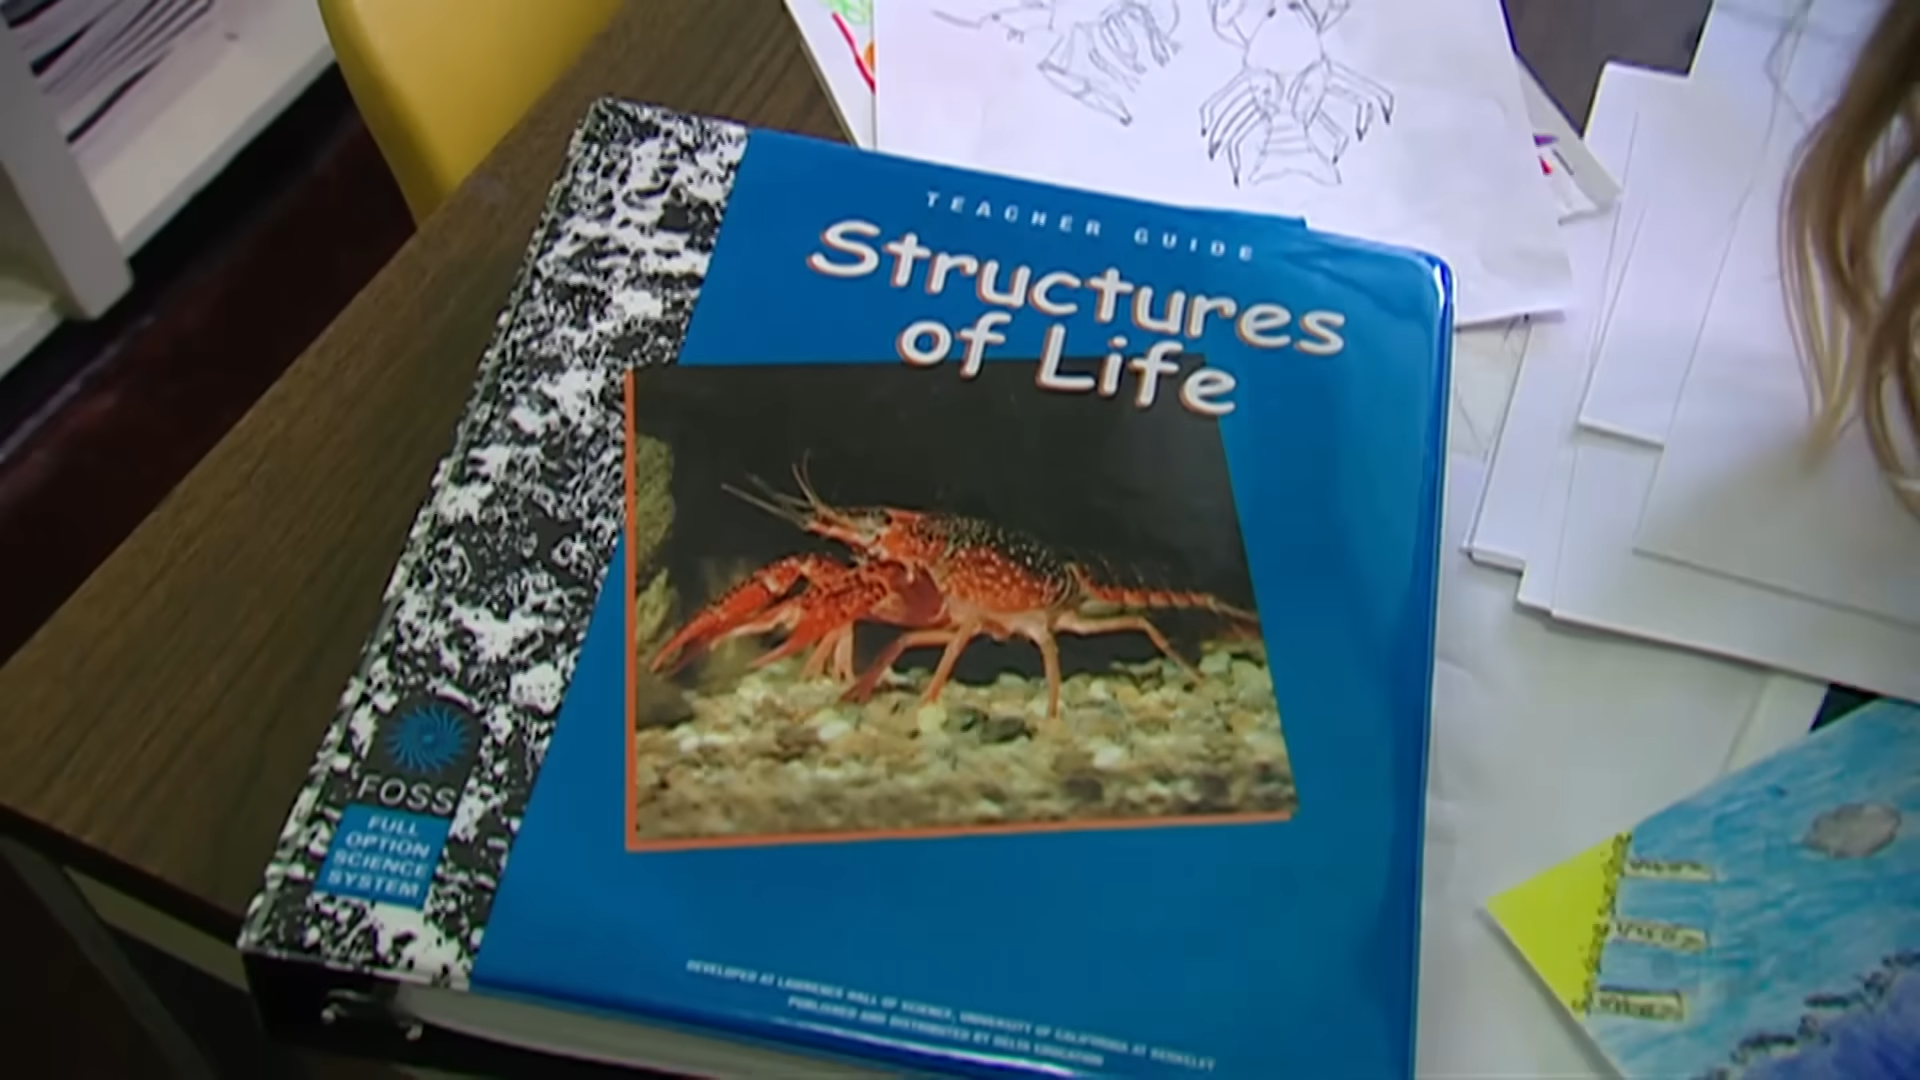 TEACHER GUIDE
Structures
of Life
FOSS
FULL
OPTION
SCIENCE
SYSTEM
DEVELOPED AT LAWRENCE HALL OF SCIENCE, UNIVERSITY OF CALIFORNIA AT BERKELEY
PUBLISHED AND DISTRIBUTED BY DELTA EDUCATION